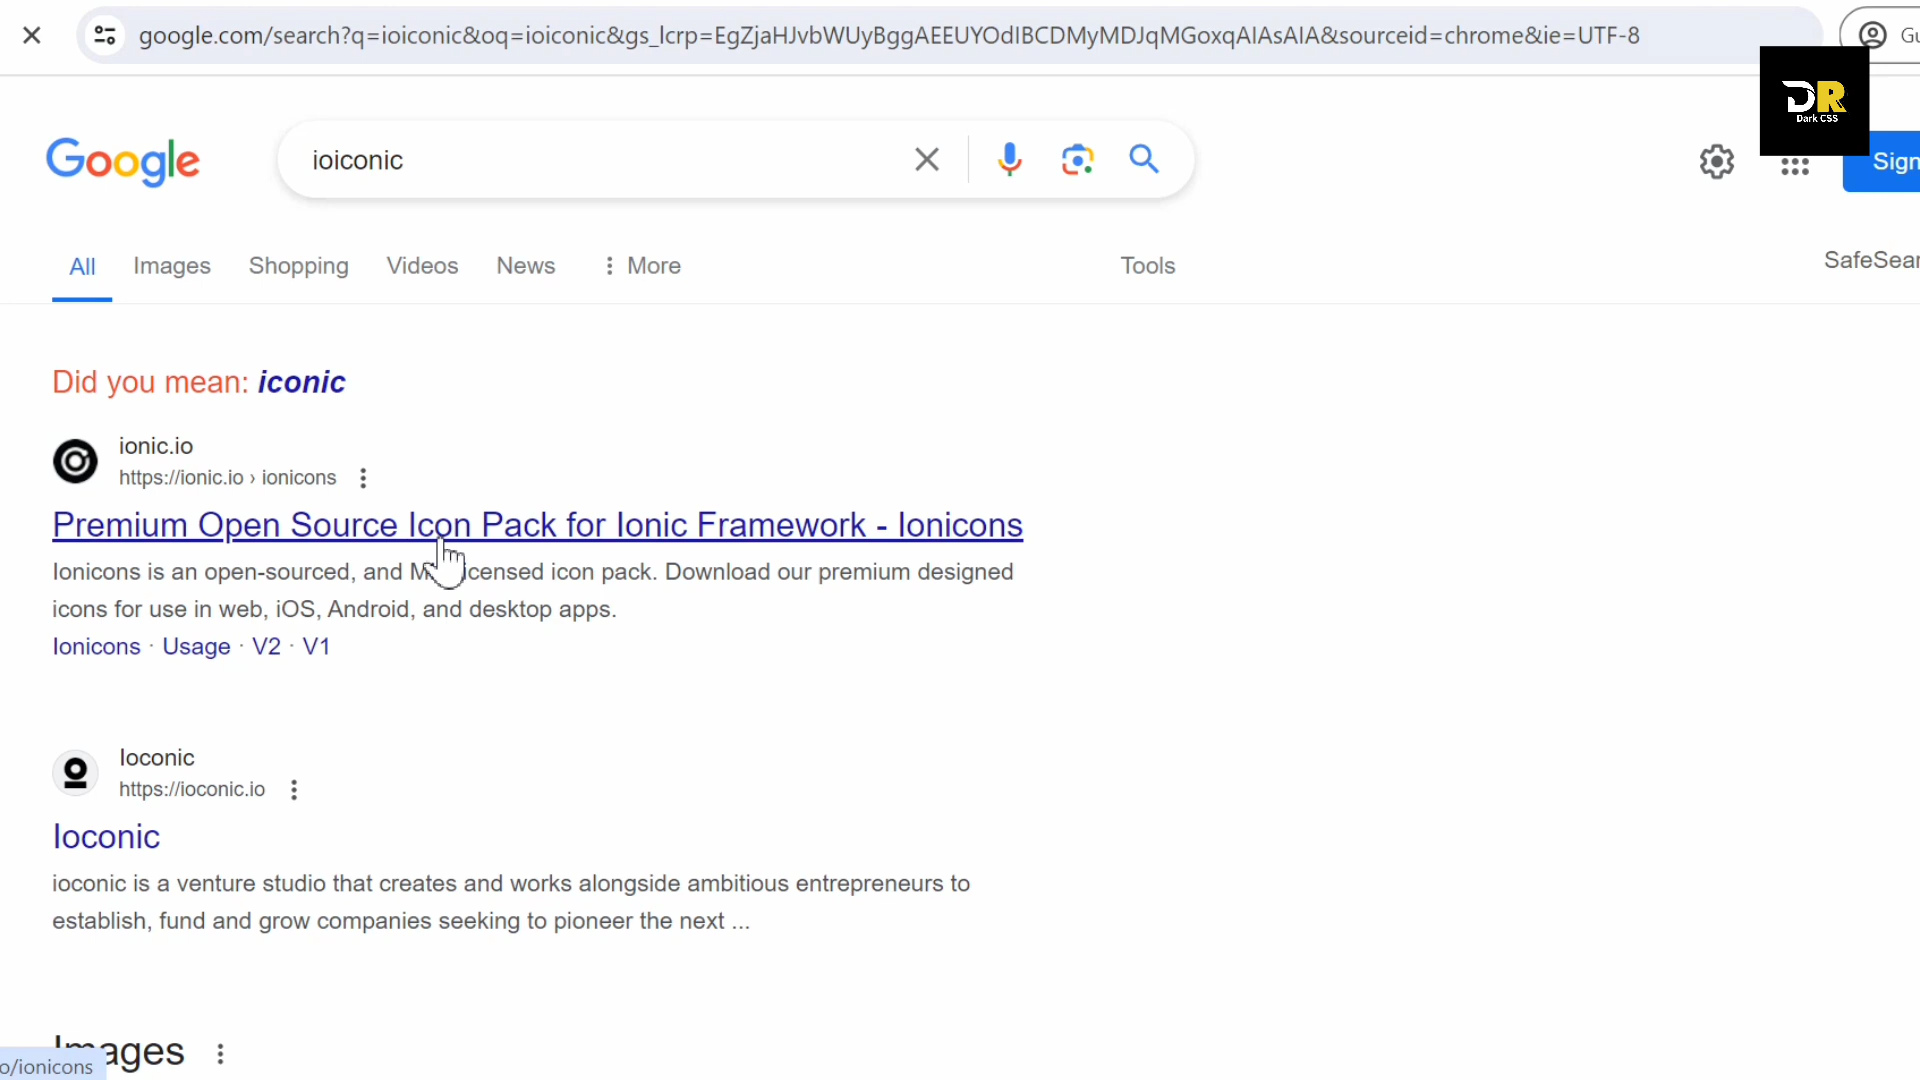 google.com/search?q=ioiconic&oq=ioiconic&gs_lcrp=EgZjaHJvbWUyBggAEEUYOdIBCDMyMDJqMGoxqAIAsAIA&sourceid=chrome&ie=UTF-8
Gu
DR
Dark CSS
Google
ioiconic
Sign
All
Images
Shopping
Videos
News
More
Tools
SafeSear
Did you mean: iconic
ionic.io
https://ionic.io › ionicons
Premium Open Source Icon Pack for Ionic Framework - Ionicons
Ionicons is an open-sourced, and icon pack. Download our premium designed
icons for use in web, iOS, Android, and desktop apps.
Ionicons · Usage · V2 · V1
Ioconic
https://ioconic.io
Ioconic
ioconic is a venture studio that creates and works alongside ambitious entrepreneurs to
establish, fund and grow companies seeking to pioneer the next ...
Images
o/ionicons